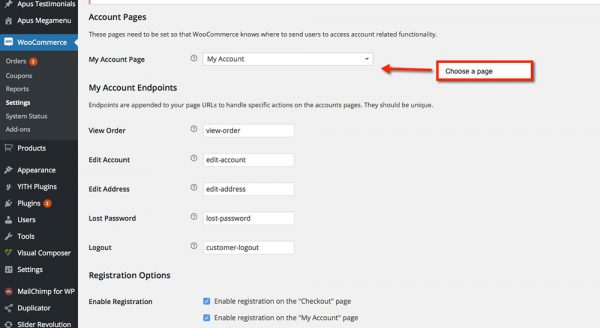 Apus Testimonials
Apus Megamenu
WooCommerce
Orders 2
Coupons
Reports
Settings
System Status
Add-ons
Products
Appearance
YITH Plugins
Plugins 2
Users
Tools
Visual Composer
Settings
MailChimp for WP
Duplicator
Slider Revolution
Account Pages
These pages need to be set so that WooCommerce knows where to send users to access account related functionality.
My Account Page ? My Account
Choose a page
My Account Endpoints
Endpoints are appended to your page URLs to handle specific actions on the accounts pages. They should be unique.
View Order ? view-order
Edit Account ? edit-account
Edit Address ? edit-address
Lost Password ? lost-password
Logout ? customer-logout
Registration Options
Enable Registration Enable registration on the "Checkout" page
Enable registration on the "My Account" page